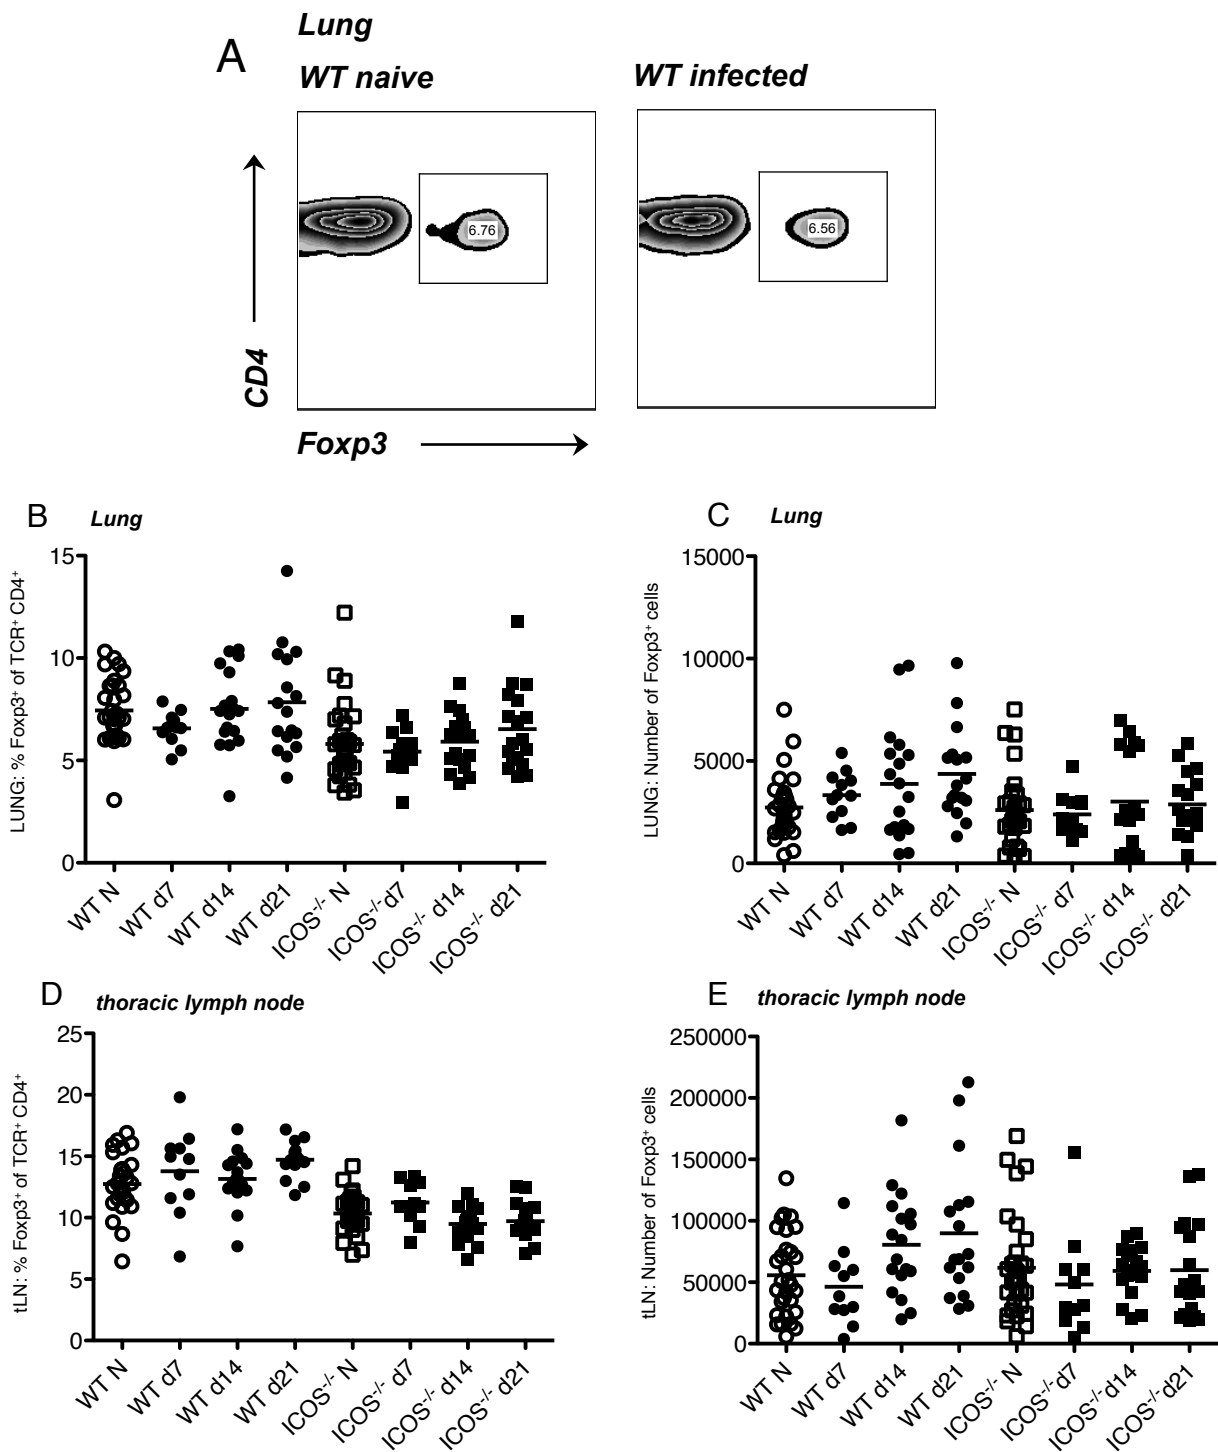 A
Lung
WT naive
WT infected
6.76
6.56
CD4
Foxp3
B
Lung
LUNG: % Foxp3⁺ of TCR⁺ CD4⁺
15
10
5
0
WT N
WT d7
WT d14
WT d21
ICOS⁻/⁻ N
ICOS⁻/⁻ d7
ICOS⁻/⁻ d14
ICOS⁻/⁻ d21
C
Lung
LUNG: Number of Foxp3⁺ cells
15000
10000
5000
0
WT N
WT d7
WT d14
WT d21
ICOS⁻/⁻ N
ICOS⁻/⁻ d7
ICOS⁻/⁻ d14
ICOS⁻/⁻ d21
D
thoracic lymph node
tLN: % Foxp3⁺ of TCR⁺ CD4⁺
25
20
15
10
5
0
WT N
WT d7
WT d14
WT d21
ICOS⁻/⁻ N
ICOS⁻/⁻ d7
ICOS⁻/⁻ d14
ICOS⁻/⁻ d21
E
thoracic lymph node
tLN: Number of Foxp3⁺ cells
250000
200000
150000
100000
50000
0
WT N
WT d7
WT d14
WT d21
ICOS⁻/⁻ N
ICOS⁻/⁻ d7
ICOS⁻/⁻ d14
ICOS⁻/⁻ d21